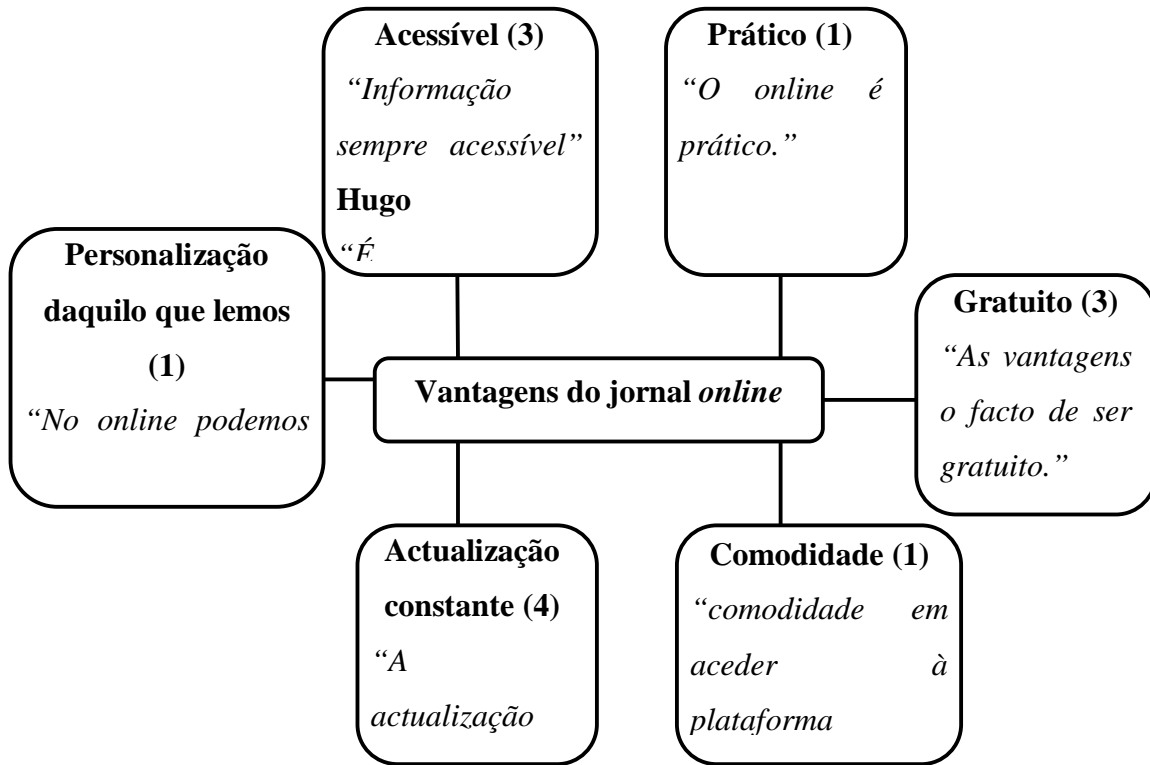 Acessível (3)
“Informação
sempre acessível”
Hugo
“É
Prático (1)
“O online é
prático.”
Personalização
daquilo que lemos
(1)
“No online podemos
Vantagens do jornal online
Gratuito (3)
“As vantagens
o facto de ser
gratuito.”
Actualização
constante (4)
“A
actualização
Comodidade (1)
“comodidade em
aceder à
plataforma